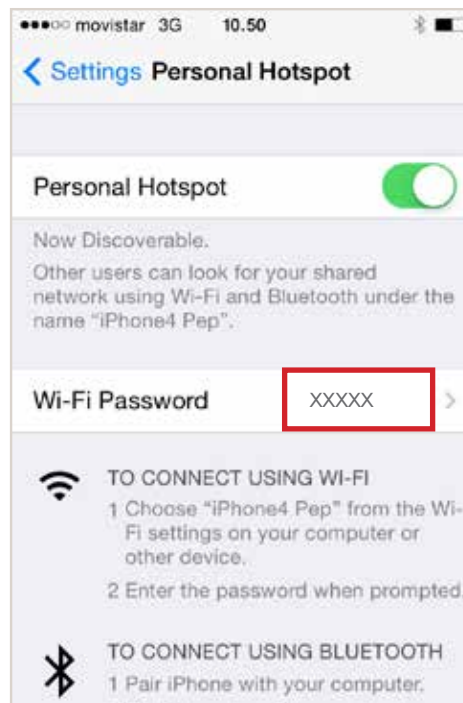 movistar 3G 10.50
Settings Personal Hotspot
Personal Hotspot
Now Discoverable.
Other users can look for your shared
network using Wi-Fi and Bluetooth under the
name "iPhone4 Pep".
Wi-Fi Password XXXXX
TO CONNECT USING WI-FI
1 Choose "iPhone4 Pep" from the Wi-
Fi settings on your computer or
other device.
2 Enter the password when prompted.
TO CONNECT USING BLUETOOTH
1 Pair iPhone with your computer.